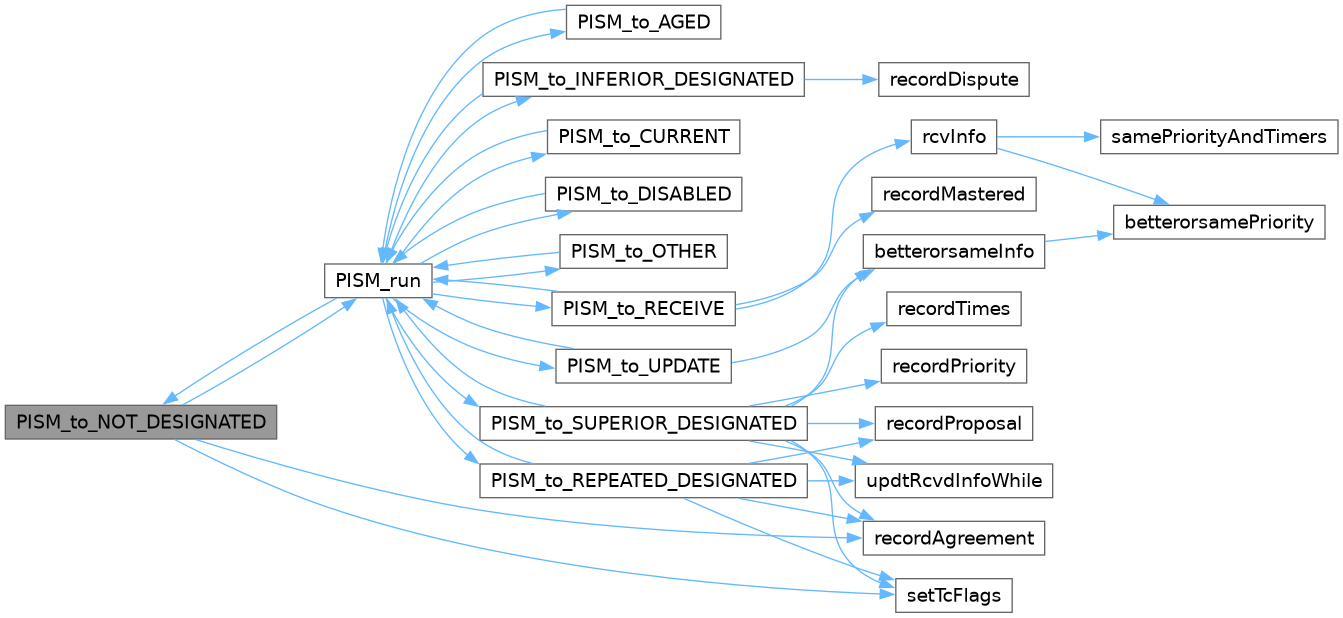 PISM_to_AGED
PISM_to_INFERIOR_DESIGNATED
recordDispute
PISM_to_CURRENT
rcvInfo
samePriorityAndTimers
PISM_to_DISABLED
recordMastered
betterorsamePriority
PISM_to_OTHER
betterorsameInfo
PISM_run
PISM_to_RECEIVE
recordTimes
PISM_to_UPDATE
recordPriority
PISM_to_NOT_DESIGNATED
PISM_to_SUPERIOR_DESIGNATED
recordProposal
PISM_to_REPEATED_DESIGNATED
updtRcvdInfoWhile
recordAgreement
setTcFlags